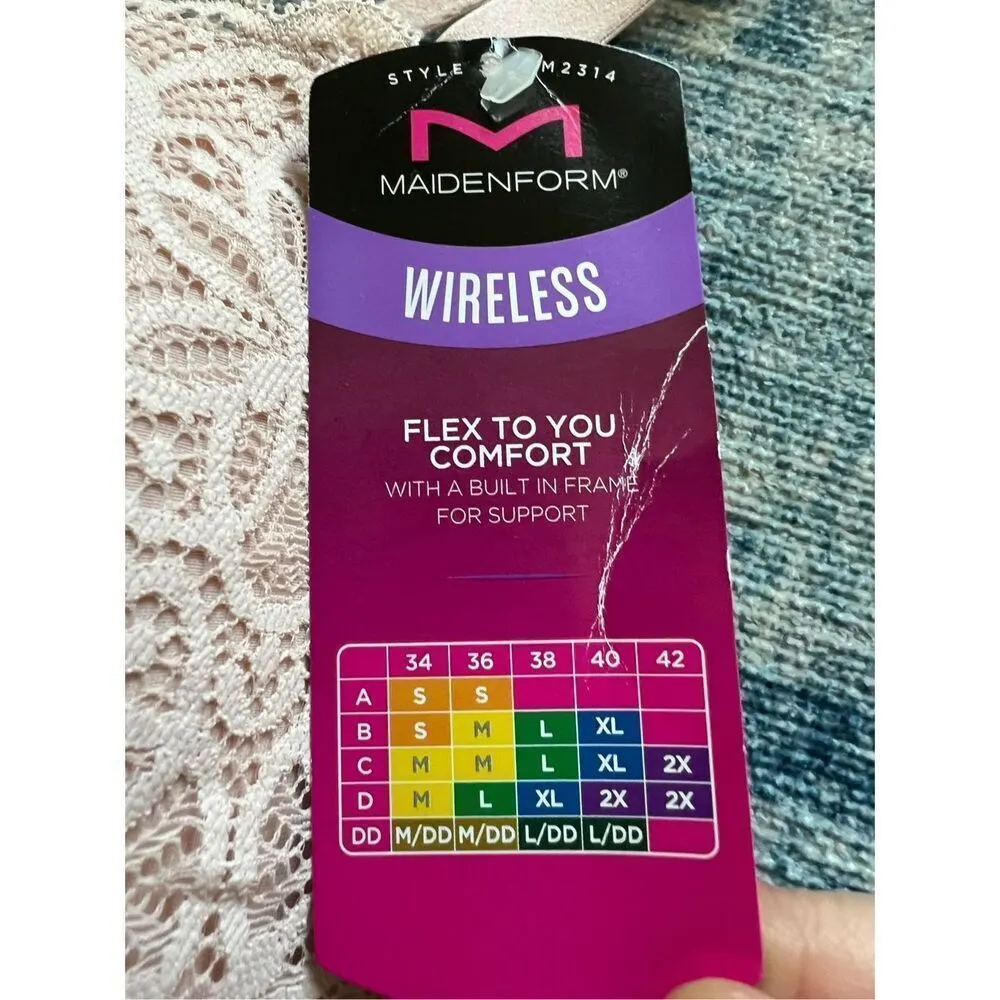 STYLE M2314
MAIDENFORM®
WIRELESS
FLEX TO YOU
COMFORT
WITH A BUILT IN FRAME
FOR SUPPORT
34 36 38 40 42
A S S
B S M L XL
C M M L XL 2X
D M L XL 2X 2X
DD M/DD M/DD L/DD L/DD